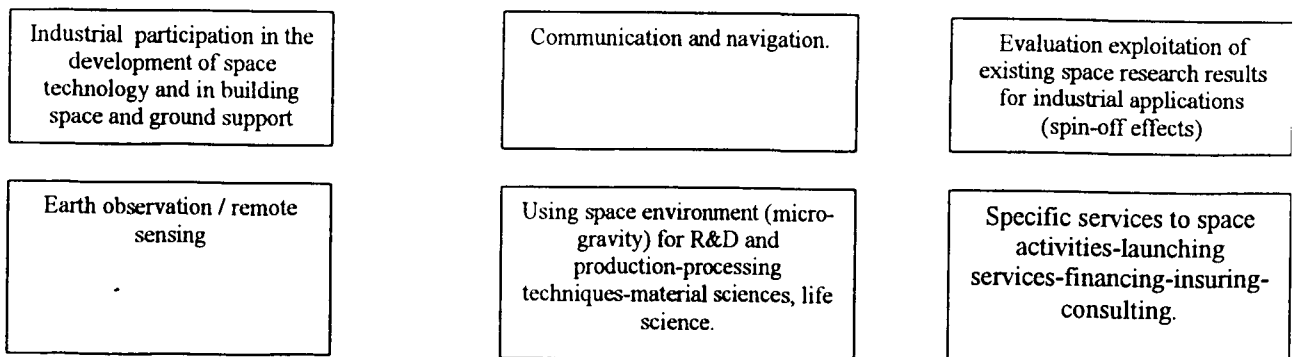 Industrial participation in the
development of space
technology and in building
space and ground support
Communication and navigation.
Evaluation exploitation of
existing space research results
for industrial applications
(spin-off effects)
Earth observation / remote
sensing
Using space environment (micro-
gravity) for R&D and
production-processing
techniques-material sciences, life
science.
Specific services to space
activities-launching
services-financing-insuring-
consulting.